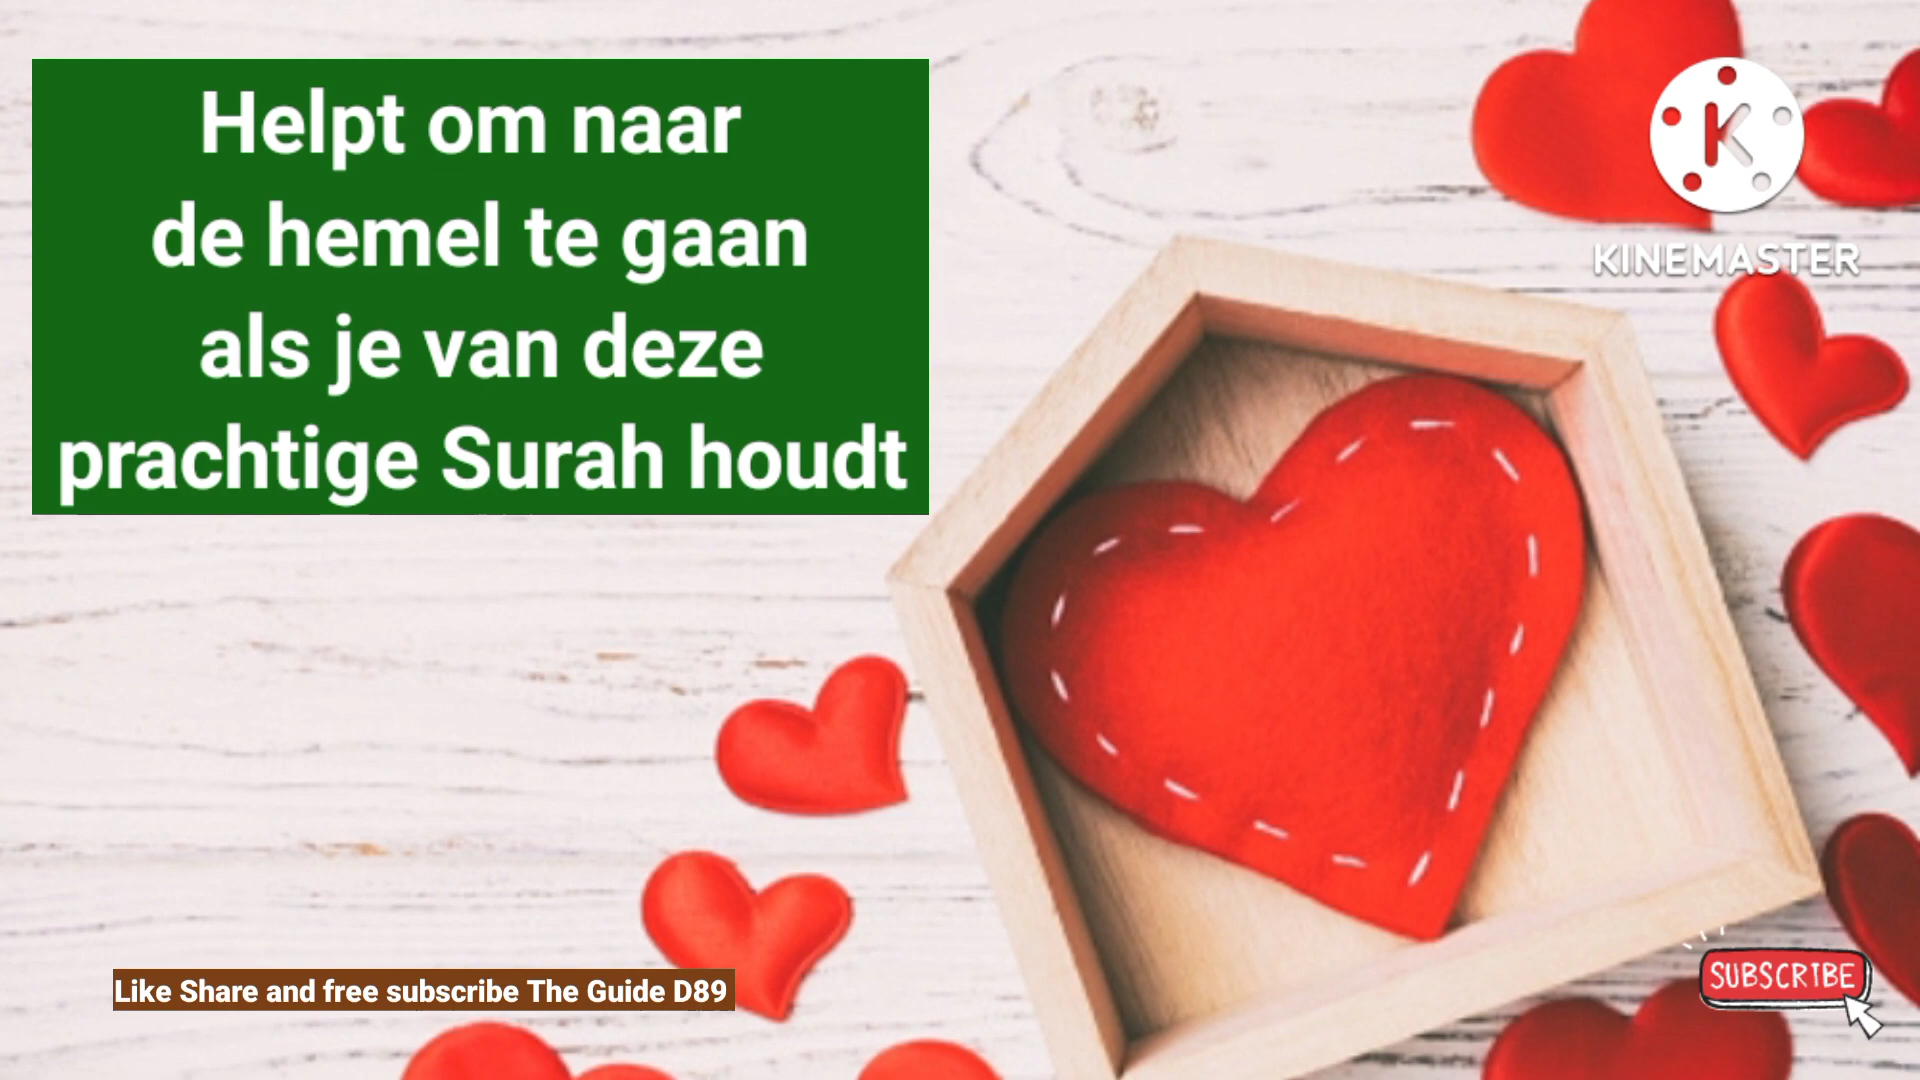 Helpt om naar
de hemel te gaan
als je van deze
prachtige Surah houdt
K
KINEMASTER
Like Share and free subscribe The Guide D89
SUBSCRIBE